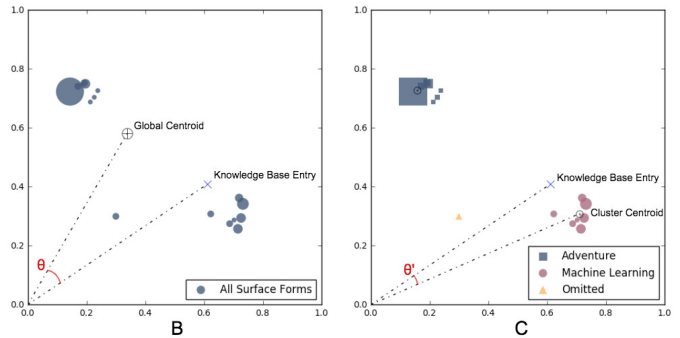 1.0
0.8
0.6
0.4
0.2
0.0
0.0
0.2
0.4
0.6
0.8
1.0
Global Centroid
Knowledge Base Entry
θ
All Surface Forms
B
1.0
0.8
0.6
0.4
0.2
0.0
0.0
0.2
0.4
0.6
0.8
1.0
Knowledge Base Entry
Cluster Centroid
θ'
Adventure
Machine Learning
Omitted
C